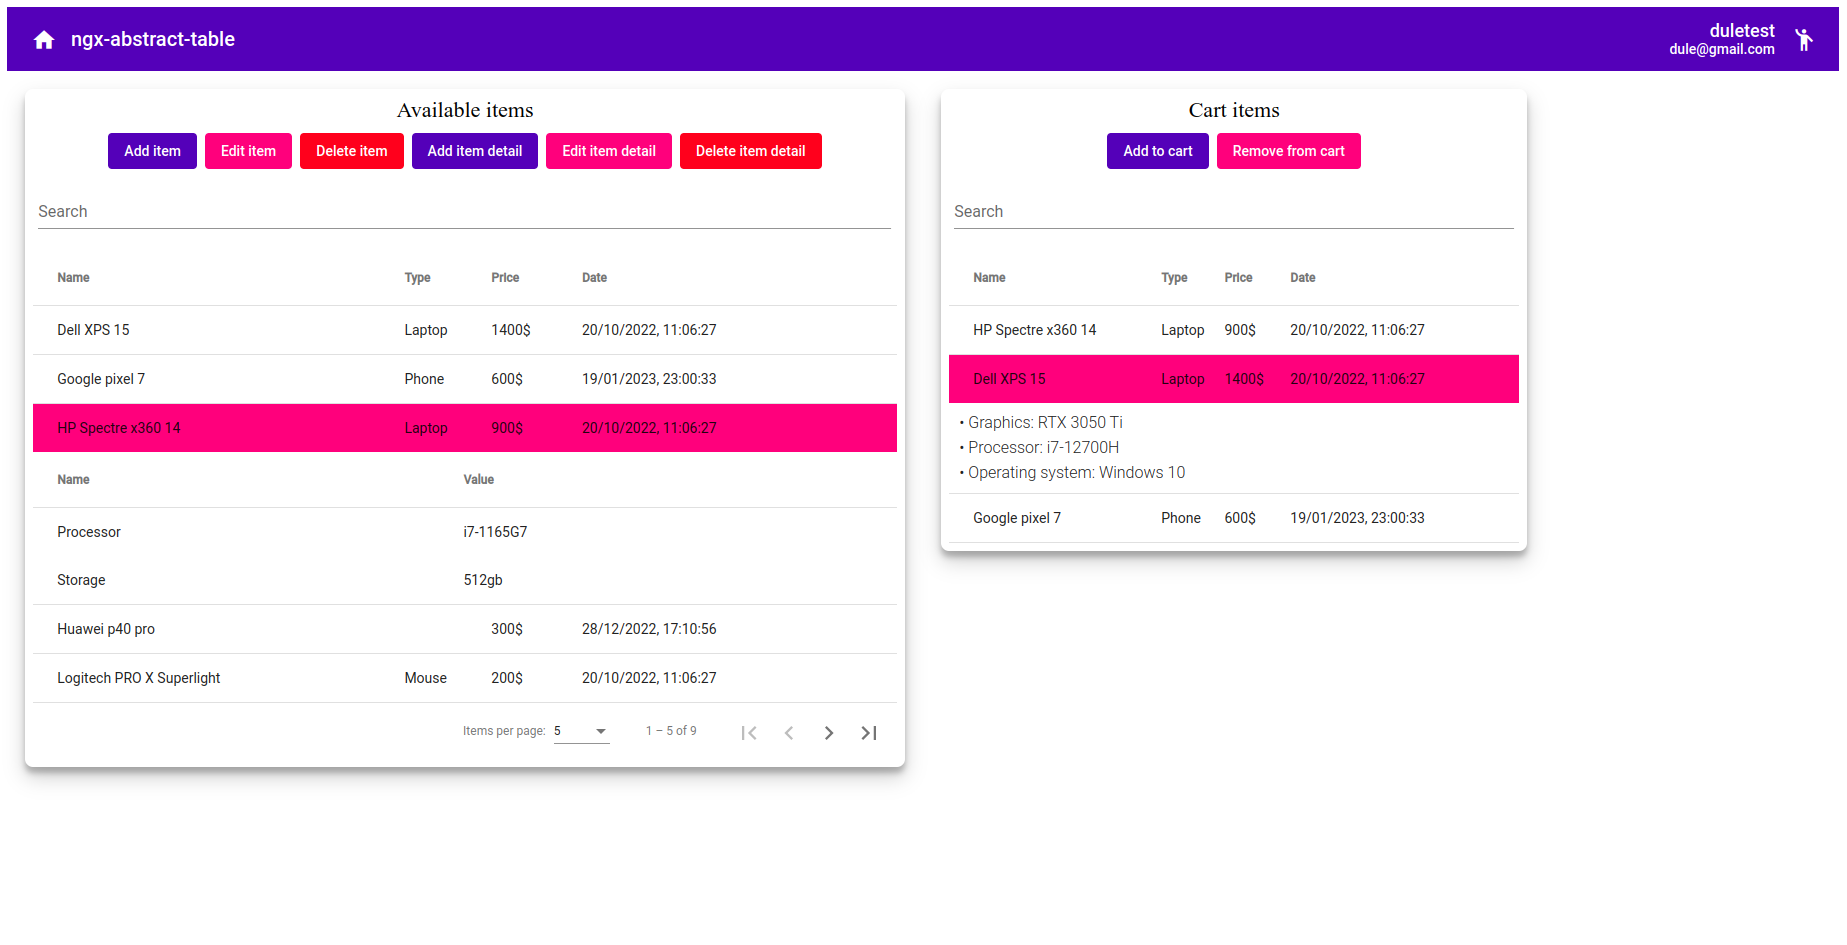 ngx-abstract-table
duletest
dule@gmail.com
Available items
Add item Edit item Delete item Add item detail Edit item detail Delete item detail
Search
Name Type Price Date
Dell XPS 15 Laptop 1400$ 20/10/2022, 11:06:27
Google pixel 7 Phone 600$ 19/01/2023, 23:00:33
HP Spectre x360 14 Laptop 900$ 20/10/2022, 11:06:27
Name Value
Processor i7-1165G7
Storage 512gb
Huawei p40 pro 300$ 28/12/2022, 17:10:56
Logitech PRO X Superlight Mouse 200$ 20/10/2022, 11:06:27
Items per page: 5 1 – 5 of 9
Cart items
Add to cart Remove from cart
Search
Name Type Price Date
HP Spectre x360 14 Laptop 900$ 20/10/2022, 11:06:27
Dell XPS 15 Laptop 1400$ 20/10/2022, 11:06:27
• Graphics: RTX 3050 Ti
• Processor: i7-12700H
• Operating system: Windows 10
Google pixel 7 Phone 600$ 19/01/2023, 23:00:33